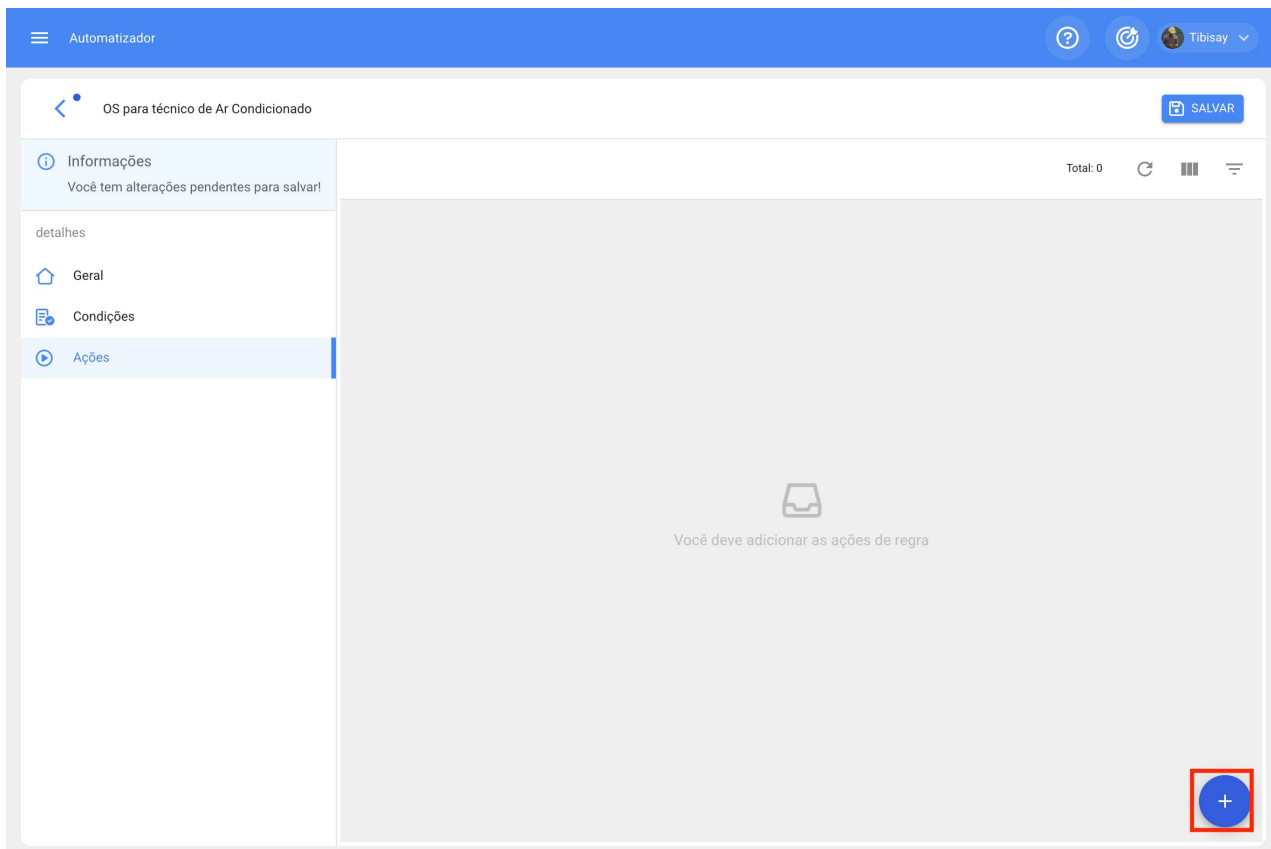 Automatizador
Tibisay
OS para técnico de Ar Condicionado
SALVAR
Informações
Você tem alterações pendentes para salvar!
Total: 0
detalhes
Geral
Condições
Ações
Você deve adicionar as ações de regra